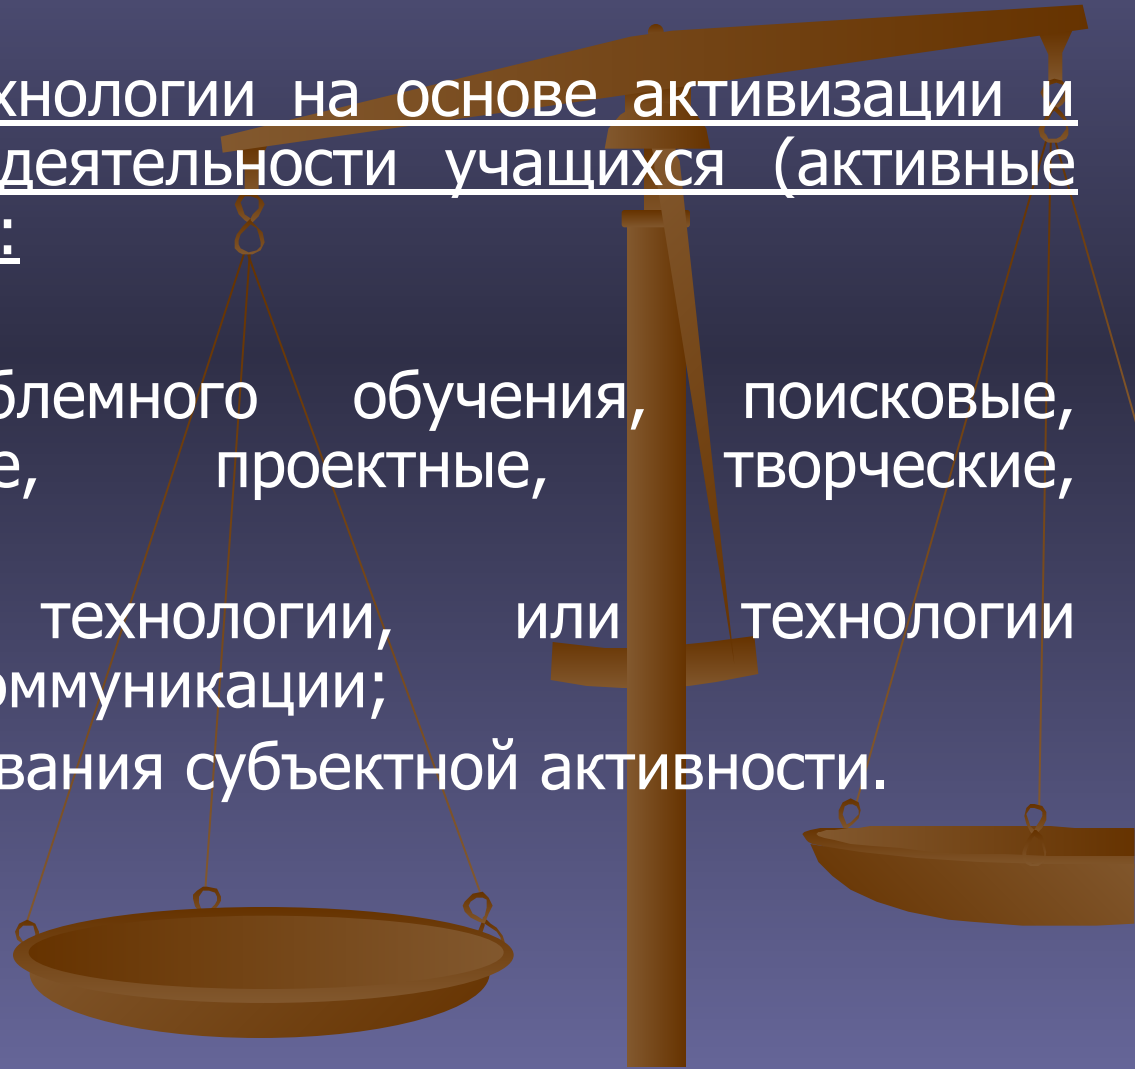 хнологии на основе активизации и
деятельности учащихся (активные
:
блемного обучения, поисковые,
е, проектные, творческие,
технологии, или технологии
оммуникации;
вания субъектной активности.